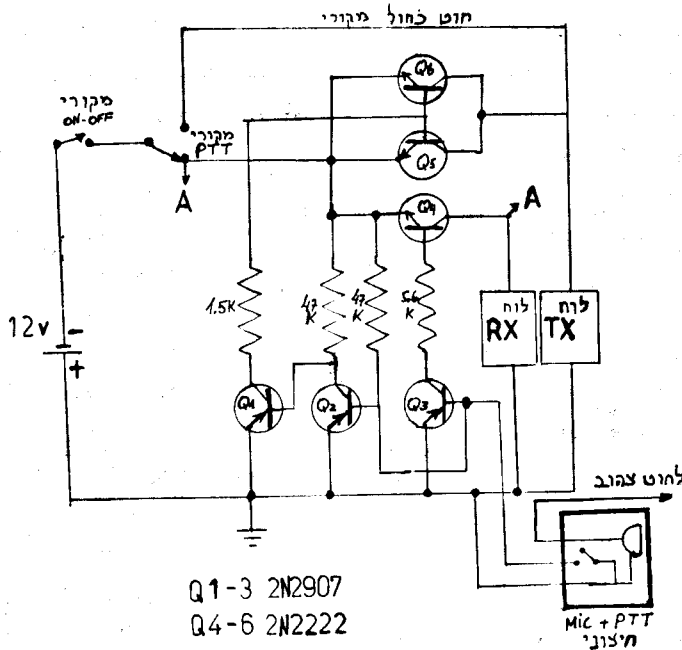 חוט כחול מקורי
Q6
מקורי
ON-OFF
מקורי
PTT
Q5
A
Q4
A
1.5K
47
K
47
K
5.6
K
לוח
RX
לוח
TX
12v
-
+
Q1
Q2
Q3
לחוט צהוב
Q1-3 2N2907
Q4-6 2N2222
Mic + PTT
חיצוני